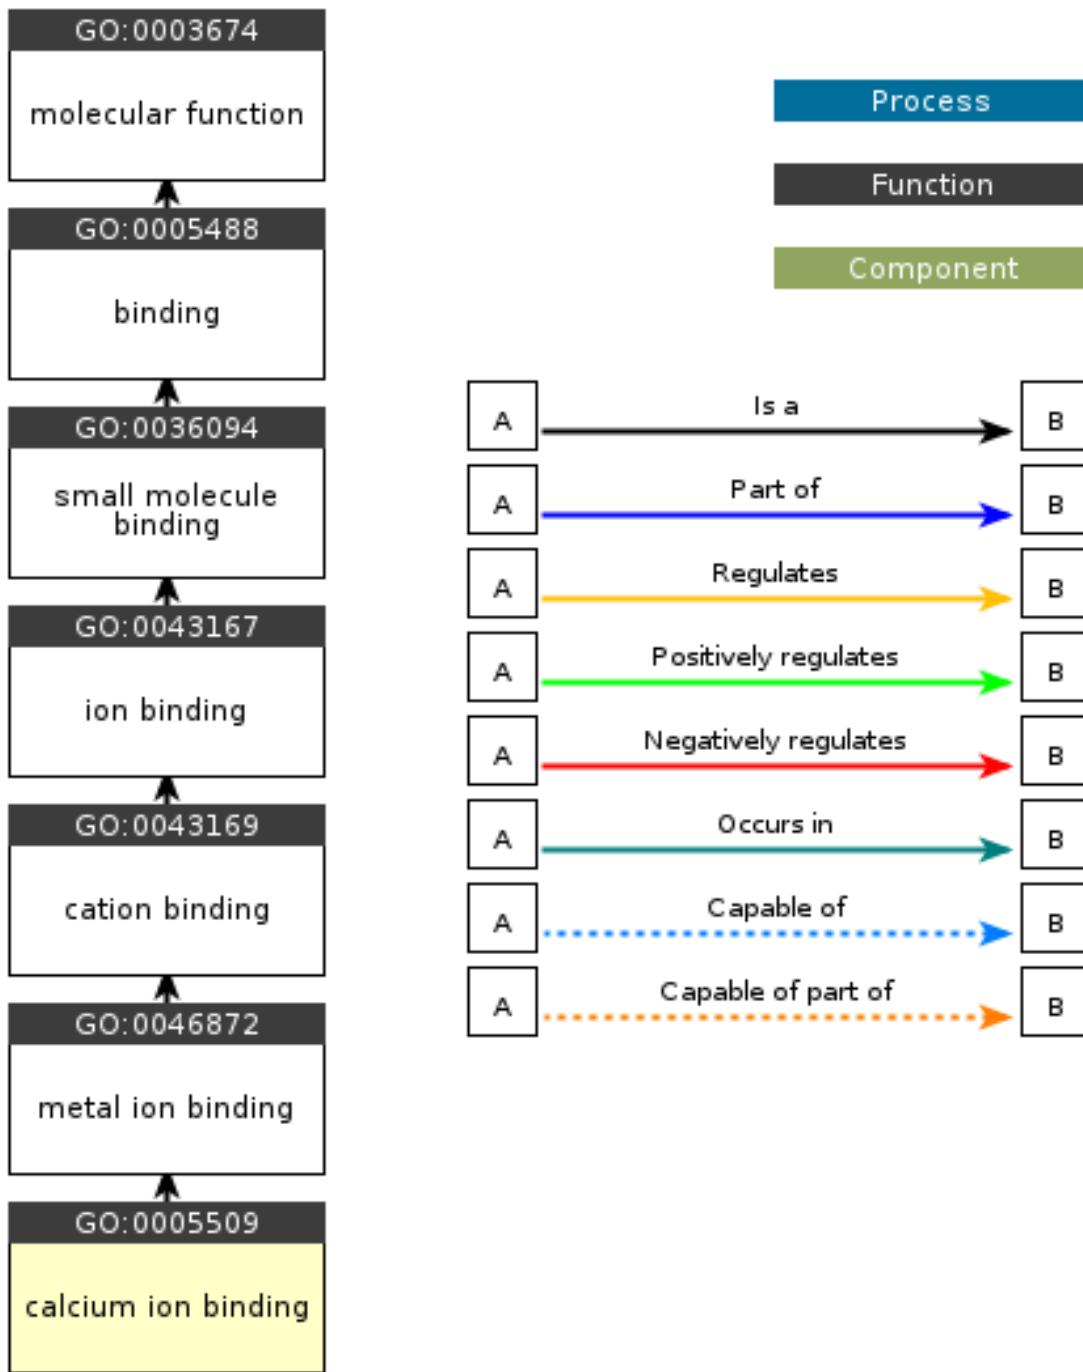 GO:0003674
molecular function
GO:0005488
binding
GO:0036094
small molecule
binding
GO:0043167
ion binding
GO:0043169
cation binding
GO:0046872
metal ion binding
GO:0005509
calcium ion binding
Process
Function
Component
A Is a B
A Part of B
A Regulates B
A Positively regulates B
A Negatively regulates B
A Occurs in B
A Capable of B
A Capable of part of B